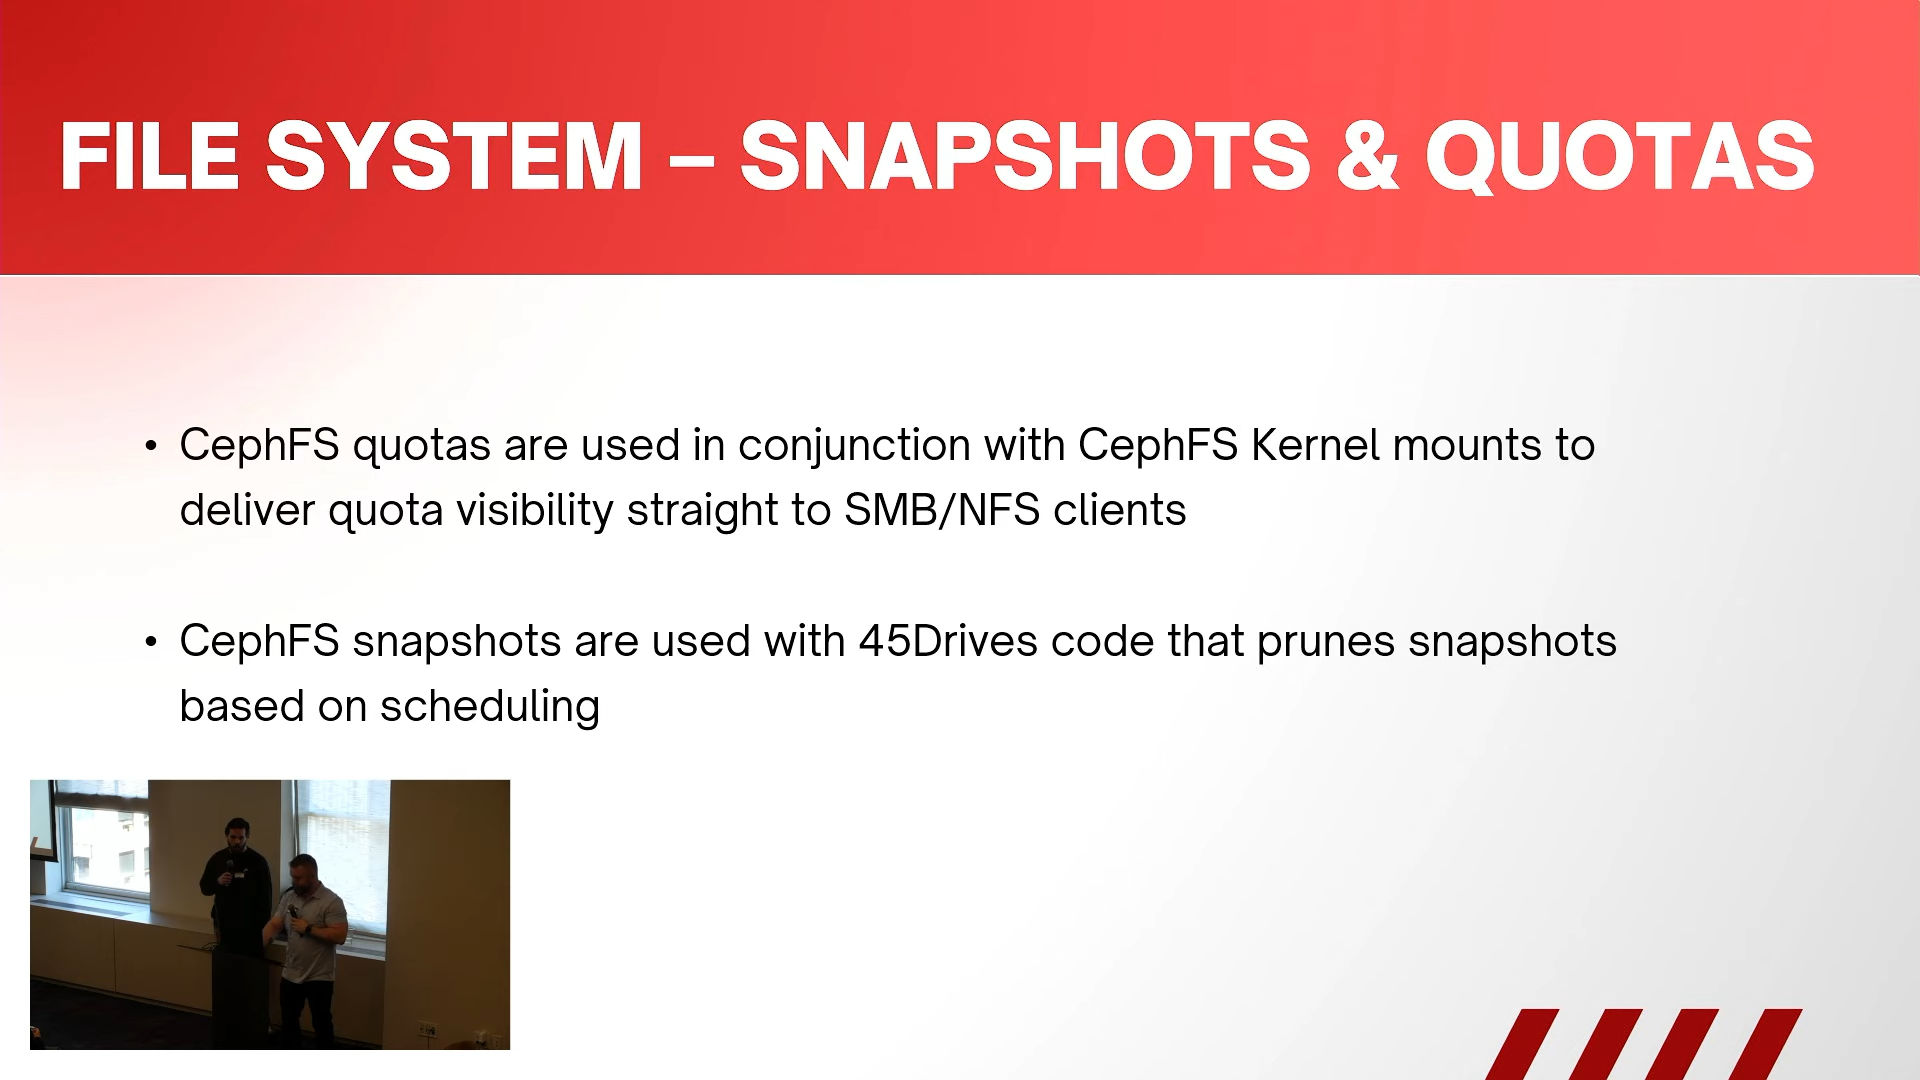 FILE SYSTEM – SNAPSHOTS & QUOTAS
• CephFS quotas are used in conjunction with CephFS Kernel mounts to
deliver quota visibility straight to SMB/NFS clients
• CephFS snapshots are used with 45Drives code that prunes snapshots
based on scheduling